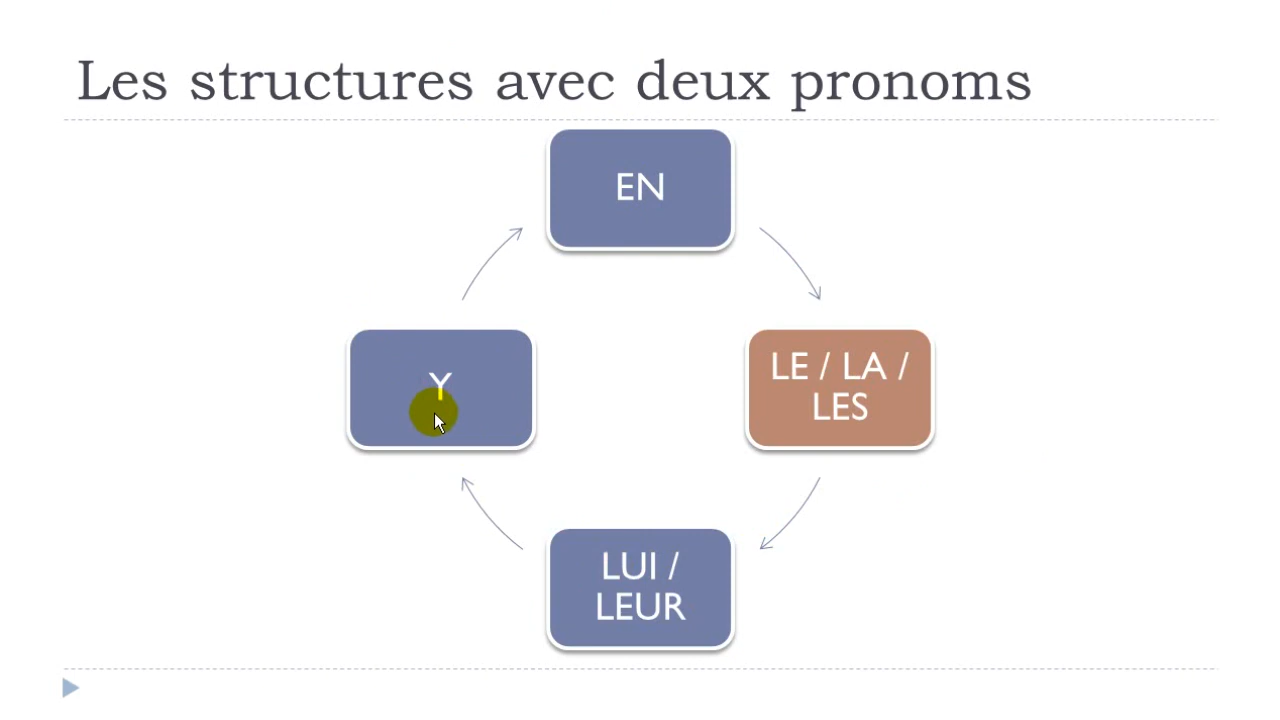 Les structures avec deux pronoms
EN
LE / LA /
LES
LUI /
LEUR
Y